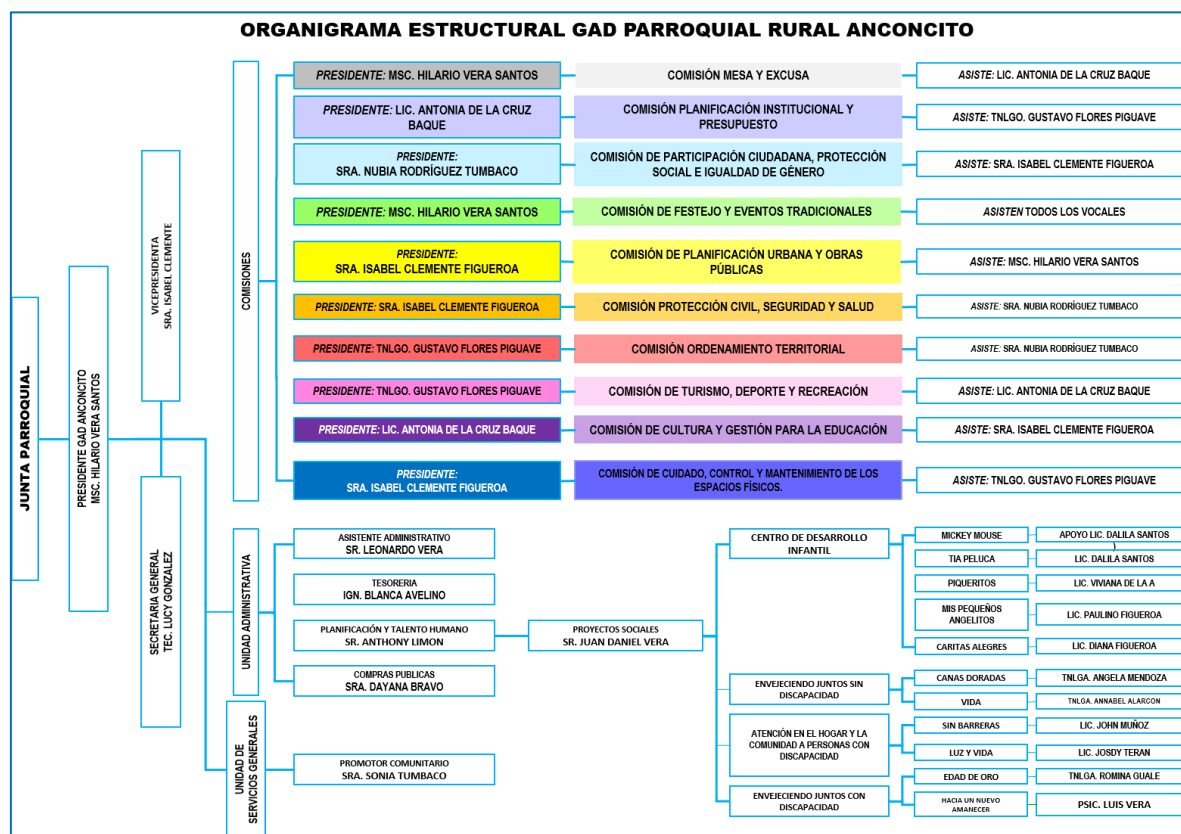 ORGANIGRAMA ESTRUCTURAL GAD PARROQUIAL RURAL ANCONCITO
JUNTA PARROQUIAL
PRESIDENTE GAD ANCONCITO
MSC. HILARIO VERA SANTOS
VICEPRESIDENTA
SRA. ISABEL CLEMENTE
SECRETARIA GENERAL
TEC. LUCY GONZALEZ
COMISIONES
PRESIDENTE: MSC. HILARIO VERA SANTOS
COMISIÓN MESA Y EXCUSA
ASISTE: LIC. ANTONIA DE LA CRUZ BAQUE
PRESIDENTE: LIC. ANTONIA DE LA CRUZ
BAQUE
COMISIÓN PLANIFICACIÓN INSTITUCIONAL Y
PRESUPUESTO
ASISTE: TNLGO. GUSTAVO FLORES PIGUAVE
PRESIDENTE:
SRA. NUBIA RODRÍGUEZ TUMBACO
COMISIÓN DE PARTICIPACIÓN CIUDADANA, PROTECCIÓN
SOCIAL E IGUALDAD DE GÉNERO
ASISTE: SRA. ISABEL CLEMENTE FIGUEROA
PRESIDENTE: MSC. HILARIO VERA SANTOS
COMISIÓN DE FESTEJO Y EVENTOS TRADICIONALES
ASISTEN TODOS LOS VOCALES
PRESIDENTE:
SRA. ISABEL CLEMENTE FIGUEROA
COMISIÓN DE PLANIFICACIÓN URBANA Y OBRAS
PÚBLICAS
ASISTE: MSC. HILARIO VERA SANTOS
PRESIDENTE: SRA. ISABEL CLEMENTE FIGUEROA
COMISIÓN PROTECCIÓN CIVIL, SEGURIDAD Y SALUD
ASISTE: SRA. NUBIA RODRÍGUEZ TUMBACO
PRESIDENTE: TNLGO. GUSTAVO FLORES PIGUAVE
COMISIÓN ORDENAMIENTO TERRITORIAL
ASISTE: SRA. NUBIA RODRÍGUEZ TUMBACO
PRESIDENTE: TNLGO. GUSTAVO FLORES PIGUAVE
COMISIÓN DE TURISMO, DEPORTE Y RECREACIÓN
ASISTE: LIC. ANTONIA DE LA CRUZ BAQUE
PRESIDENTE: LIC. ANTONIA DE LA CRUZ BAQUE
COMISIÓN DE CULTURA Y GESTIÓN PARA LA EDUCACIÓN
ASISTE: SRA. ISABEL CLEMENTE FIGUEROA
PRESIDENTE:
SRA. ISABEL CLEMENTE FIGUEROA
COMISIÓN DE CUIDADO, CONTROL Y MANTENIMIENTO DE LOS
ESPACIOS FÍSICOS.
ASISTE: TNLGO. GUSTAVO FLORES PIGUAVE
UNIDAD ADMINISTRATIVA
ASISTENTE ADMINISTRATIVO
SR. LEONARDO VERA
TESORERIA
IGN. BLANCA AVELINO
PLANIFICACIÓN Y TALENTO HUMANO
SR. ANTHONY LIMON
COMPRAS PUBLICAS
SRA. DAYANA BRAVO
UNIDAD DE
SERVICIOS GENERALES
PROMOTOR COMUNITARIO
SRA. SONIA TUMBACO
PROYECTOS SOCIALES
SR. JUAN DANIEL VERA
CENTRO DE DESARROLLO
INFANTIL
MICKEY MOUSE
APOYO LIC. DALILA SANTOS
)
TIA PELUCA
LIC. DALILA SANTOS
PIQUERITOS
LIC. VIVIANA DE LA A
MIS PEQUEÑOS
ANGELITOS
LIC. PAULINO FIGUEROA
CARITAS ALEGRES
LIC. DIANA FIGUEROA
ENVEJECIENDO JUNTOS SIN
DISCAPACIDAD
CANAS DORADAS
TNLGA. ANGELA MENDOZA
VIDA
TNLGA. ANNABEL ALARCON
ATENCIÓN EN EL HOGAR Y LA
COMUNIDAD A PERSONAS CON
DISCAPACIDAD
SIN BARRERAS
LIC. JOHN MUÑOZ
LUZ Y VIDA
LIC. JOSDY TERAN
ENVEJECIENDO JUNTOS CON
DISCAPACIDAD
EDAD DE ORO
TNLGA. ROMINA GUALE
HACIA UN NUEVO
AMANECER
PSIC. LUIS VERA